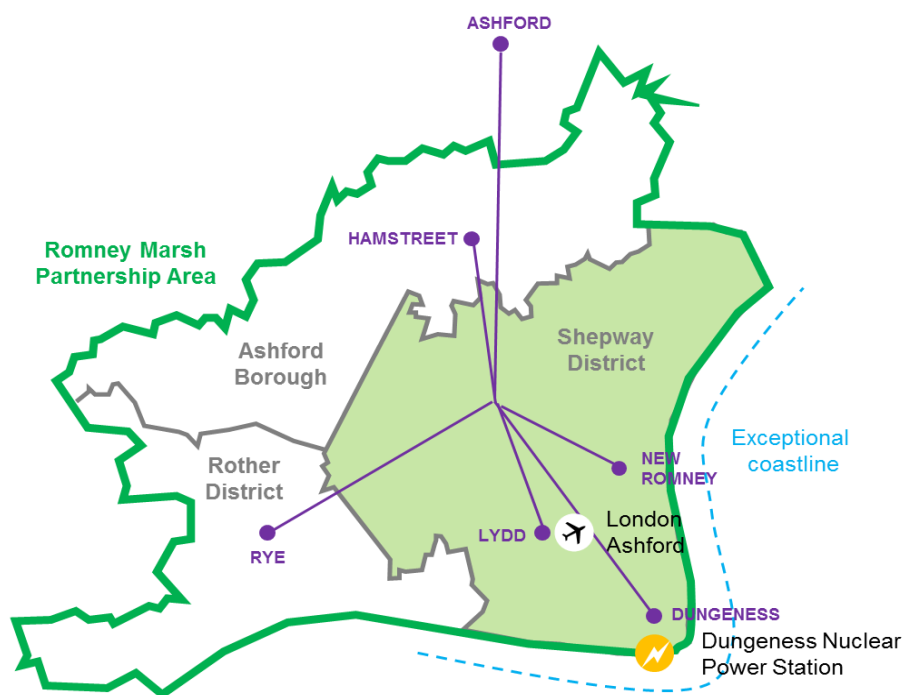 ASHFORD
HAMSTREET
Romney Marsh
Partnership Area
Shepway
District
Ashford
Borough
Exceptional
coastline
Rother
District
NEW
ROMNEY
London
Ashford
LYDD
RYE
DUNGENESS
Dungeness Nuclear
Power Station